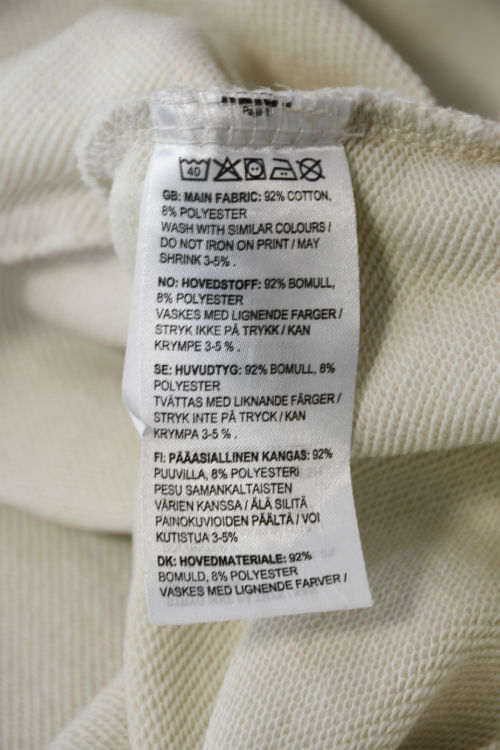 40
GB: MAIN FABRIC: 92% COTTON,
8% POLYESTER
WASH WITH SIMILAR COLOURS /
DO NOT IRON ON PRINT / MAY
SHRINK 3-5% .
NO: HOVEDSTOFF: 92% BOMULL,
8% POLYESTER
VASKES MED LIGNENDE FARGER /
STRYK IKKE PÅ TRYKK / KAN
KRYMPE 3-5 % .
SE: HUVUDTYG: 92% BOMULL, 8%
POLYESTER
TVÄTTAS MED LIKNANDE FÄRGER /
STRYK INTE PÅ TRYCK / KAN
KRYMPA 3-5% .
FI: PÄÄASIALLINEN KANGAS: 92%
PUUVILLA, 8% POLYESTERI
PESU SAMANKALTAISTEN
VÄRIEN KANSSA / ÄLÄ SILITÄ
PAINOKUVIOIDEN PÄÄLTÄ / VOI
KUTISTUA 3-5%
DK: HOVEDMATERIALE: 92%
BOMULD, 8% POLYESTER
VASKES MED LIGNENDE FARVER /